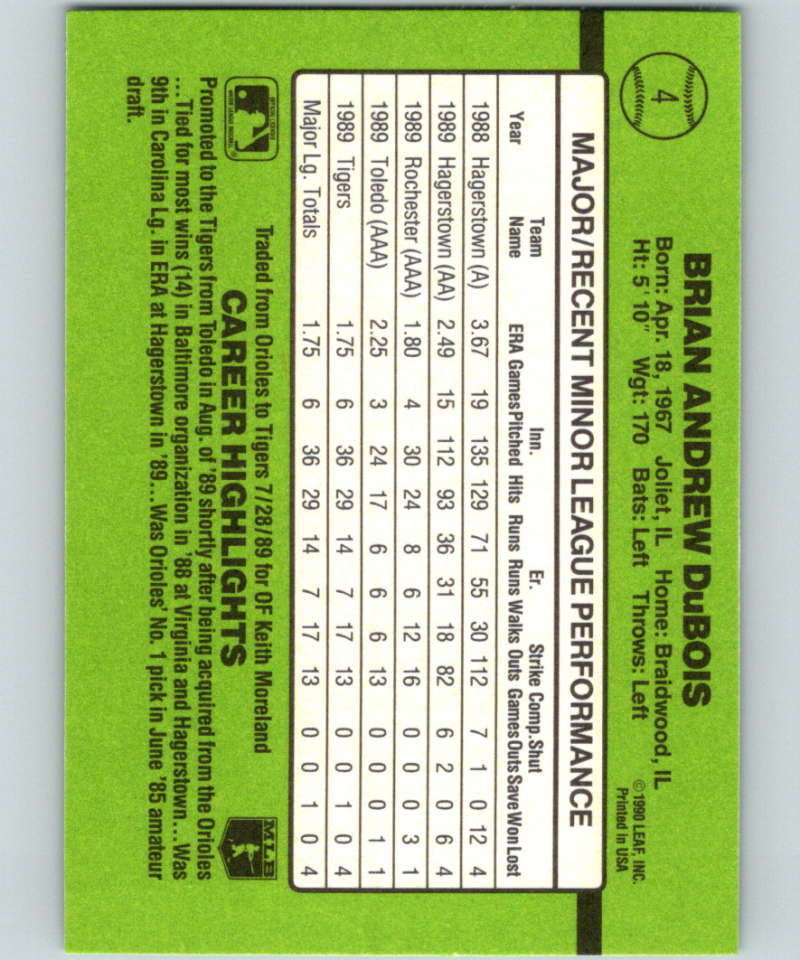 4
BRIAN ANDREW DuBOIS
Born: Apr. 18, 1967 Joliet, IL Home: Braidwood, IL
Ht: 5' 10" Wgt: 170 Bats: Left Throws: Left
©1990 LEAF, INC.
Printed in USA
MAJOR/RECENT MINOR LEAGUE PERFORMANCE
Team Inn. Er. Strike Comp. Shut
Year Name ERA Games Pitched Hits Runs Runs Walks Outs Games Outs Save Won Lost
1988 Hagerstown (A) 3.67 19 135 129 71 55 30 112 7 1 0 12 4
1989 Hagerstown (AA) 2.49 15 112 93 36 31 18 82 6 2 0 6 4
1989 Rochester (AAA) 1.80 4 30 24 8 6 12 16 0 0 0 3 1
1989 Toledo (AAA) 2.25 3 24 17 6 6 6 13 0 0 0 1 1
1989 Tigers 1.75 6 36 29 14 7 17 13 0 0 1 0 4
Major Lg. Totals 1.75 6 36 29 14 7 17 13 0 0 1 0 4
Traded from Orioles to Tigers 7/28/89 for OF Keith Moreland
CAREER HIGHLIGHTS
MLB
Promoted to the Tigers from Toledo in Aug. of '89 shortly after being acquired from the Orioles
...Tied for most wins (14) in Baltimore organization in '88 at Virginia and Hagerstown...Was
9th in Carolina Lg. in ERA at Hagerstown in '89...Was Orioles' No. 1 pick in June '85 amateur
draft.